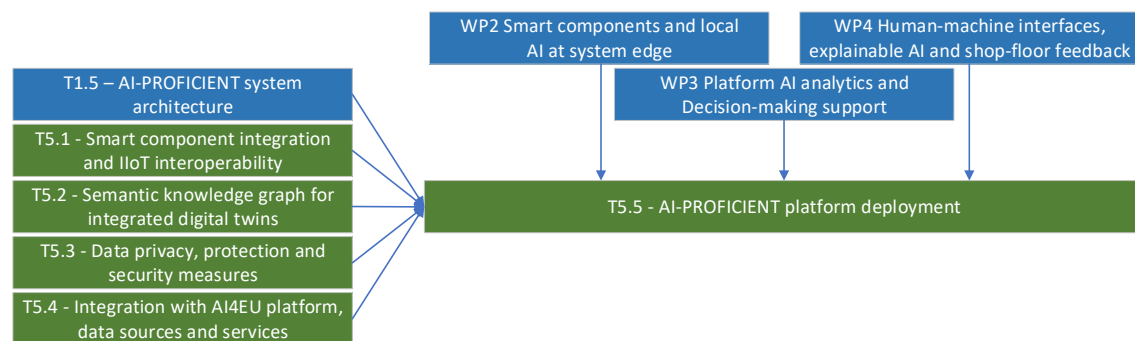 WP2 Smart components and local
AI at system edge
WP4 Human-machine interfaces,
explainable AI and shop-floor feedback
WP3 Platform AI analytics and
Decision-making support
T1.5 – AI-PROFICIENT system
architecture
T5.1 - Smart component integration
and IIoT interoperability
T5.2 - Semantic knowledge graph for
integrated digital twins
T5.3 - Data privacy, protection and
security measures
T5.4 - Integration with AI4EU platform,
data sources and services
T5.5 - AI-PROFICIENT platform deployment